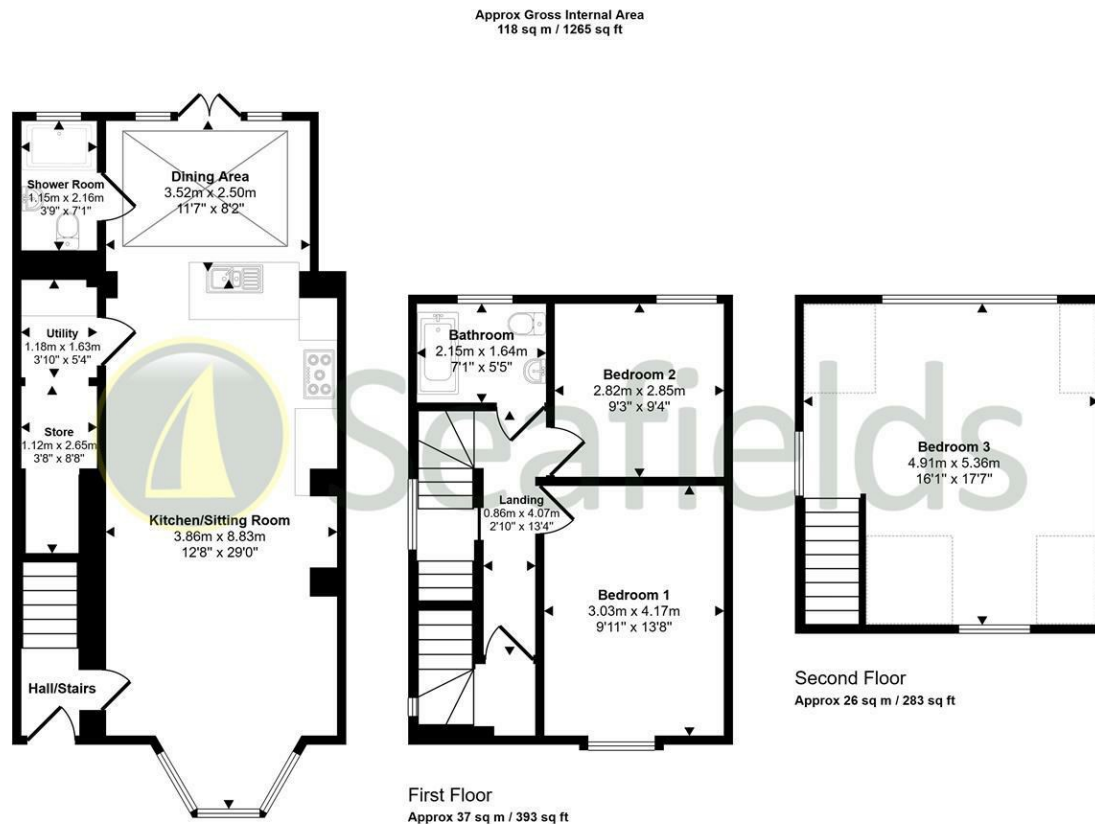 Approx Gross Internal Area
118 sq m / 1265 sq ft
Shower Room
1.15m x 2.16m
3'9" x 7'1"
Dining Area
3.52m x 2.50m
11'7" x 8'2"
Utility
1.18m x 1.63m
3'10" x 5'4"
Store
1.12m x 2.65m
3'8" x 8'8"
Kitchen/Sitting Room
3.86m x 8.83m
12'8" x 29'0"
Hall/Stairs
Seafields
Bathroom
2.15m x 1.64m
7'1" x 5'5"
Bedroom 2
2.82m x 2.85m
9'3" x 9'4"
Landing
0.86m x 4.07m
2'10" x 13'4"
Bedroom 1
3.03m x 4.17m
9'11" x 13'8"
First Floor
Approx 37 sq m / 393 sq ft
Bedroom 3
4.91m x 5.36m
16'1" x 17'7"
Second Floor
Approx 26 sq m / 283 sq ft